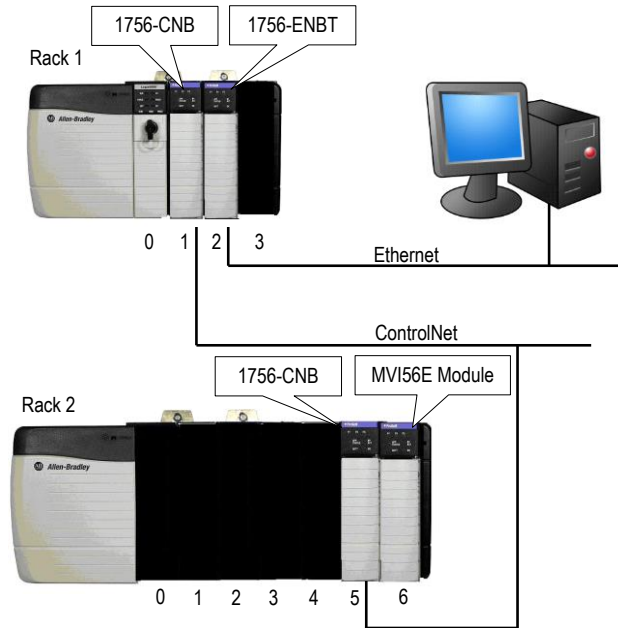 1756-CNB
1756-ENBT
Rack 1
Allen-Bradley
0 1 2 3
Ethernet
ControlNet
1756-CNB
MVI56E Module
Rack 2
Allen-Bradley
0 1 2 3 4 5 6